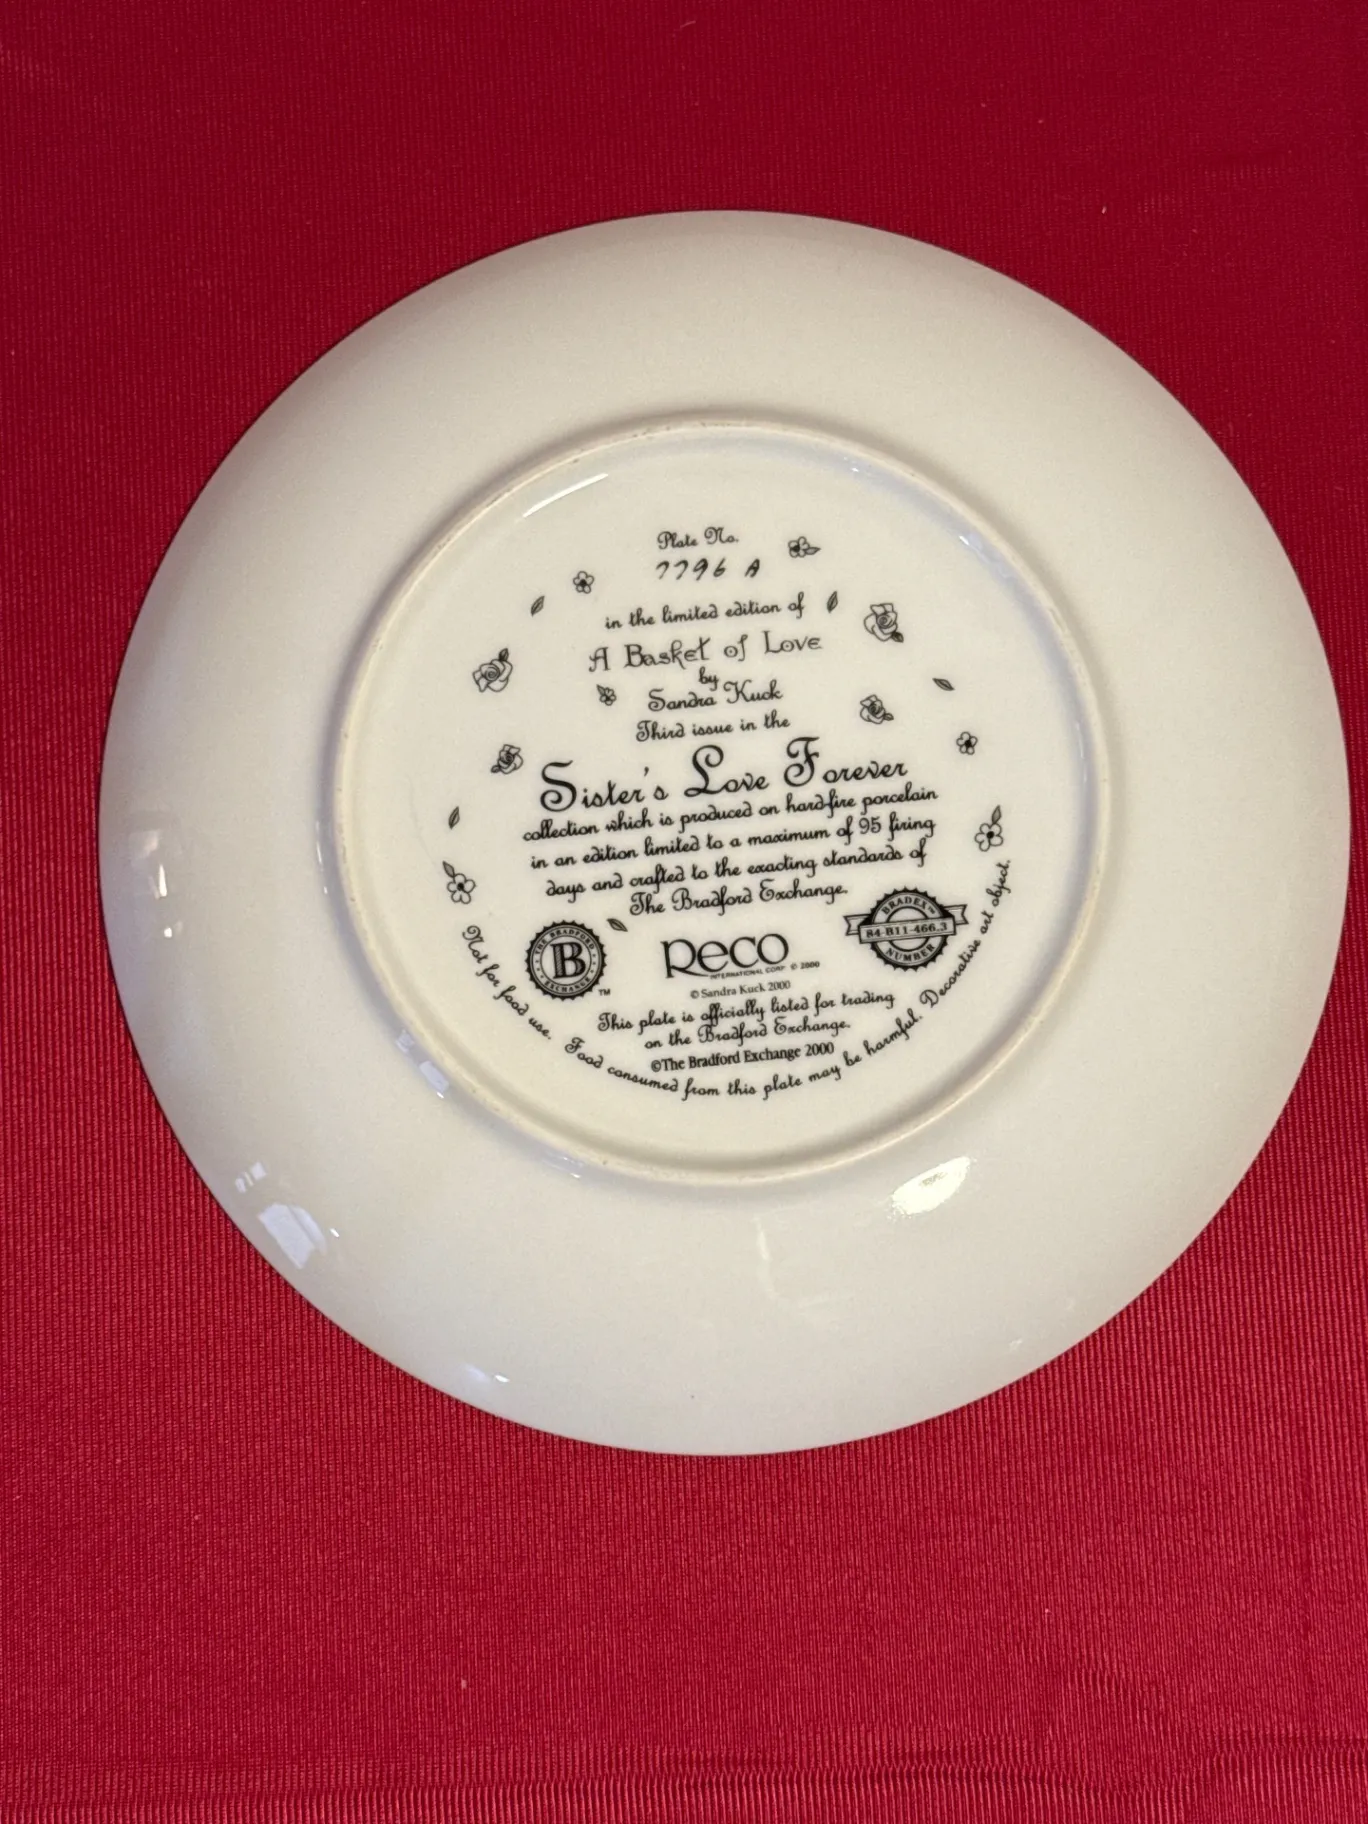 Plate No.
7796 A
in the limited edition of
A Basket of Love
by
Sandra Kuck
Third issue in the
Sister's Love Forever
collection which is produced on hard-fire porcelain
in an edition limited to a maximum of 95 firing
days and crafted to the exacting standards of
The Bradford Exchange.
THE BRADFORD
B
EXCHANGE
TM
Reco
INTERNATIONAL CORP. © 2000
BRADEX™
84-B11-466.3
NUMBER
© Sandra Kuck 2000
This plate is officially listed for trading
on the Bradford Exchange.
©The Bradford Exchange 2000
Not for food use. Food consumed from this plate may be harmful. Decorative art object.